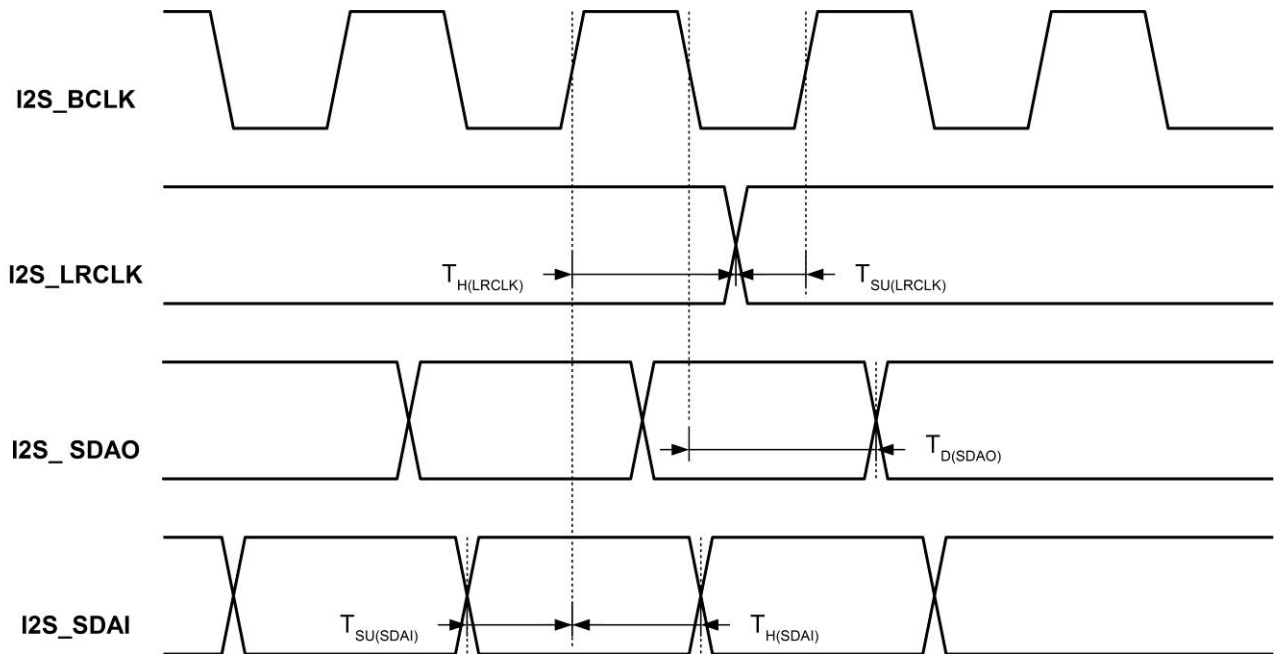 I2S_BCLK
I2S_LRCLK
T_H(LRCLK)
T_SU(LRCLK)
I2S_ SDAO
T_D(SDAO)
I2S_SDAI
T_SU(SDAI)
T_H(SDAI)